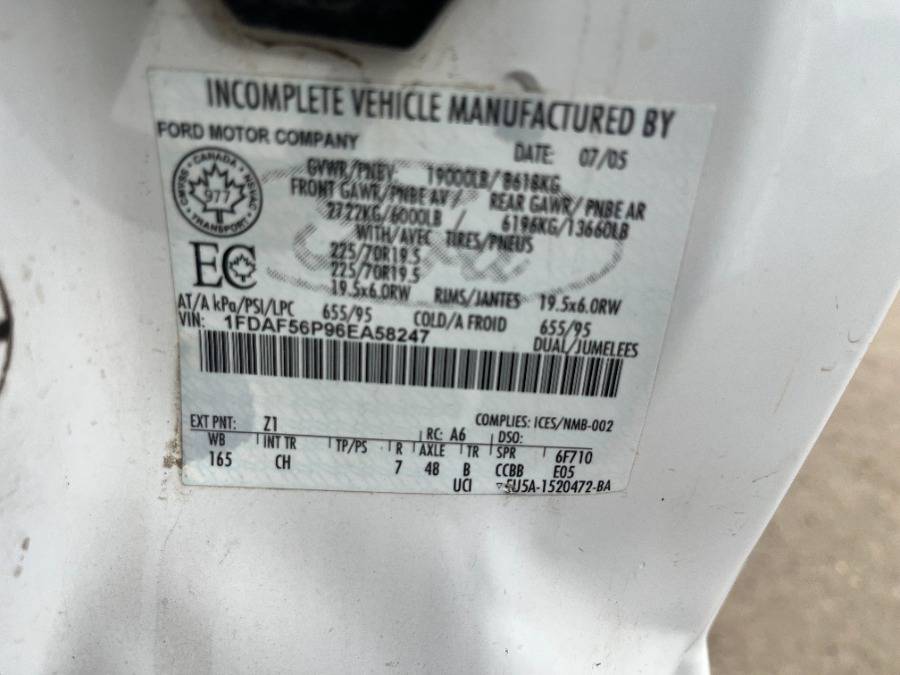 INCOMPLETE VEHICLE MANUFACTURED BY
FORD MOTOR COMPANY
DATE: 07/05
GVWR/PNBV: 19000LB/8618KG
FRONT GAWR/PNBE AV/ REAR GAWR/PNBE AR
2722KG/6000LB / 6196KG/13660LB
WITH/AVEC TIRES/PNEUS
225/70R19.5
225/70R19.5
19.5x6.0RW RIMS/JANTES 19.5x6.0RW
AT/A kPa/PSI/LPC 655/95 COLD/A FROID 655/95
VIN: 1FDAF56P96EA58247
DUAL/JUMELEES
CANADA
977
TRANSPORT
EC
EXT PNT: Z1 COMPLIES: ICES/NMB-002
RC: A6 DSO:
WB INT TR TP/PS R AXLE TR SPR 6F710
165 CH 7 48 B CCBB E05
UCI 5U5A-1520472-BA